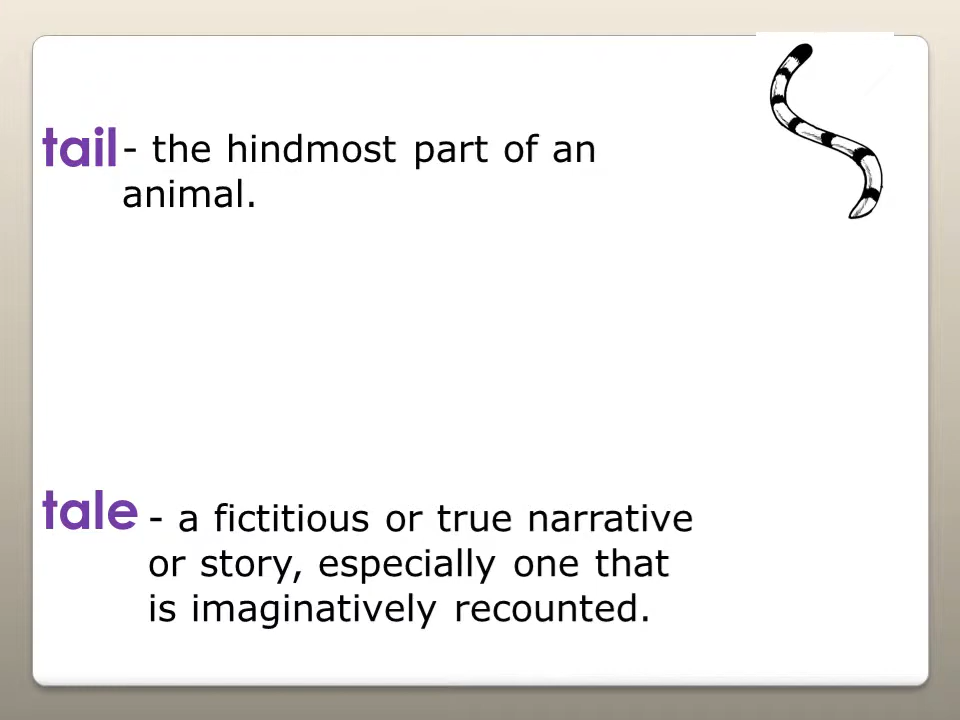 tail - the hindmost part of an
animal.
tale - a fictitious or true narrative
or story, especially one that
is imaginatively recounted.